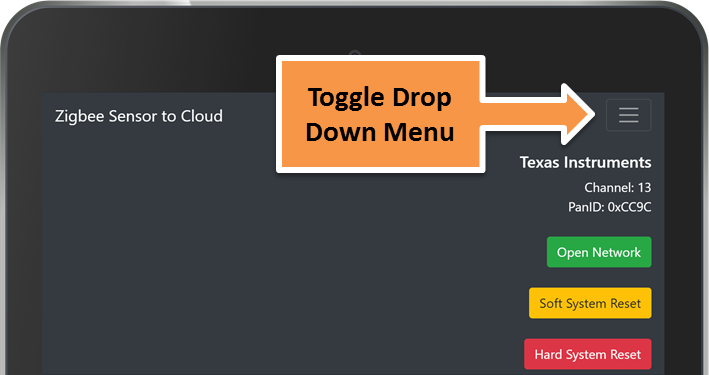 Zigbee Sensor to Cloud
Toggle Drop
Down Menu
Texas Instruments
Channel: 13
PanID: 0xCC9C
Open Network
Soft System Reset
Hard System Reset